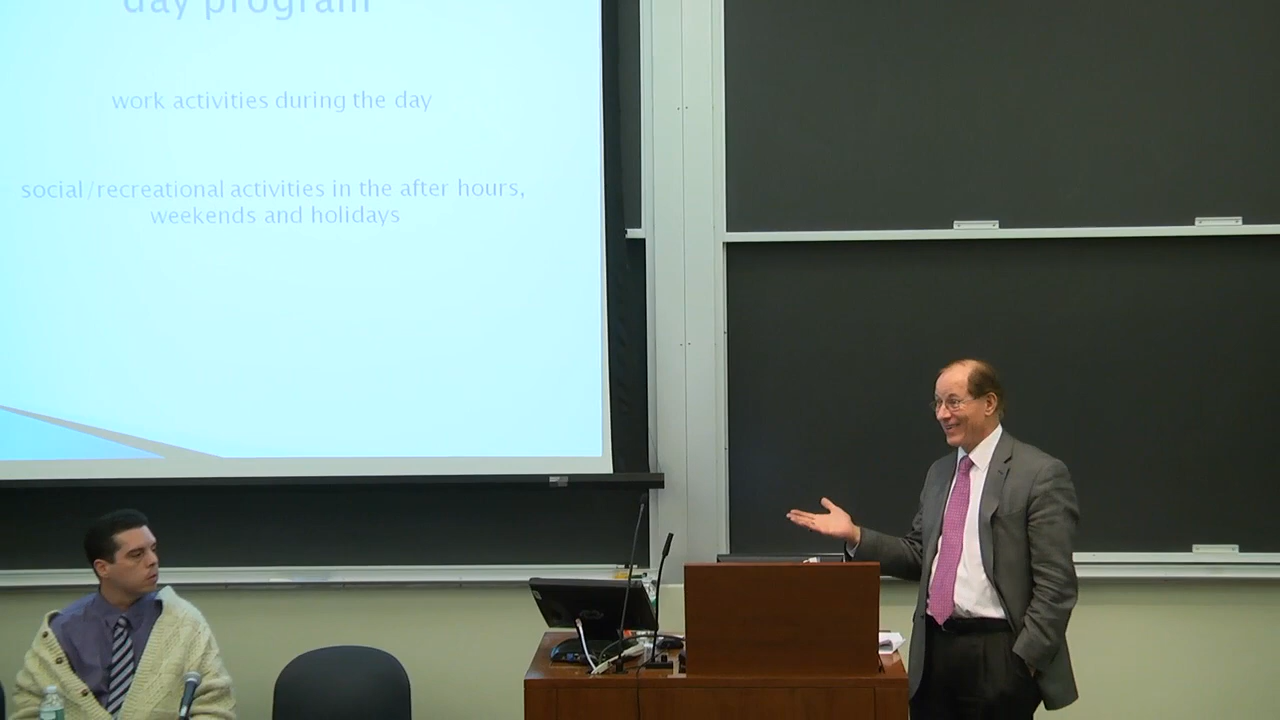 day program
work activities during the day
social/recreational activities in the after hours,
weekends and holidays